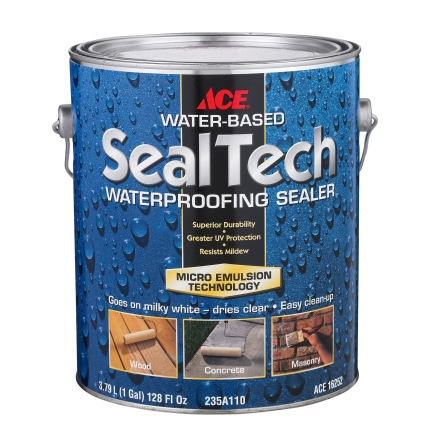 ACE
WATER-BASED
SealTech
WATERPROOFING SEALER
Superior Durability
Greater UV Protection
Resists Mildew
MICRO EMULSION
TECHNOLOGY
Goes on milky white - dries clear • Easy clean-up
Wood
Concrete
Masonry
3.79 L (1 Gal) 128 Fl Oz 235A110 ACE 16252